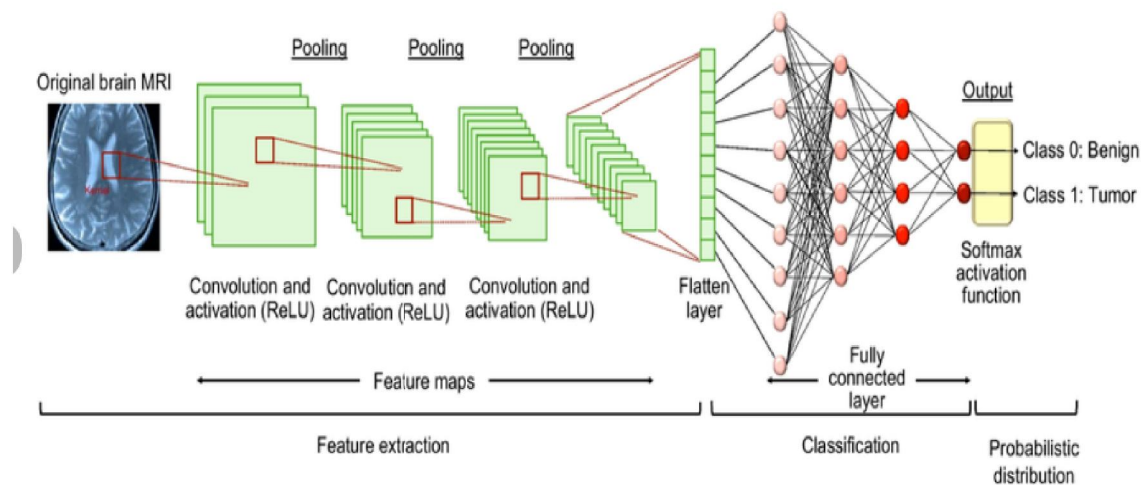 Pooling
Pooling
Pooling
Original brain MRI
Output
Kernel
Class 0: Benign
Class 1: Tumor
Convolution and
activation (ReLU)
Convolution and
activation (ReLU)
Convolution and
activation (ReLU)
Flatten
layer
Softmax
activation
function
Feature maps
Fully
connected
layer
Feature extraction
Classification
Probabilistic
distribution